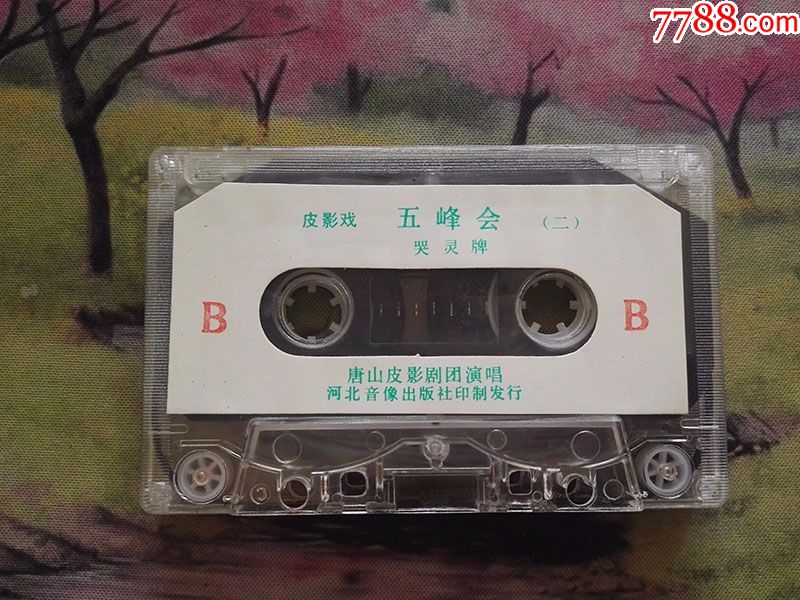 7788.com
皮影戏 五峰会 (二)
哭灵牌
B B
唐山皮影剧团演唱
河北音像出版社印制发行